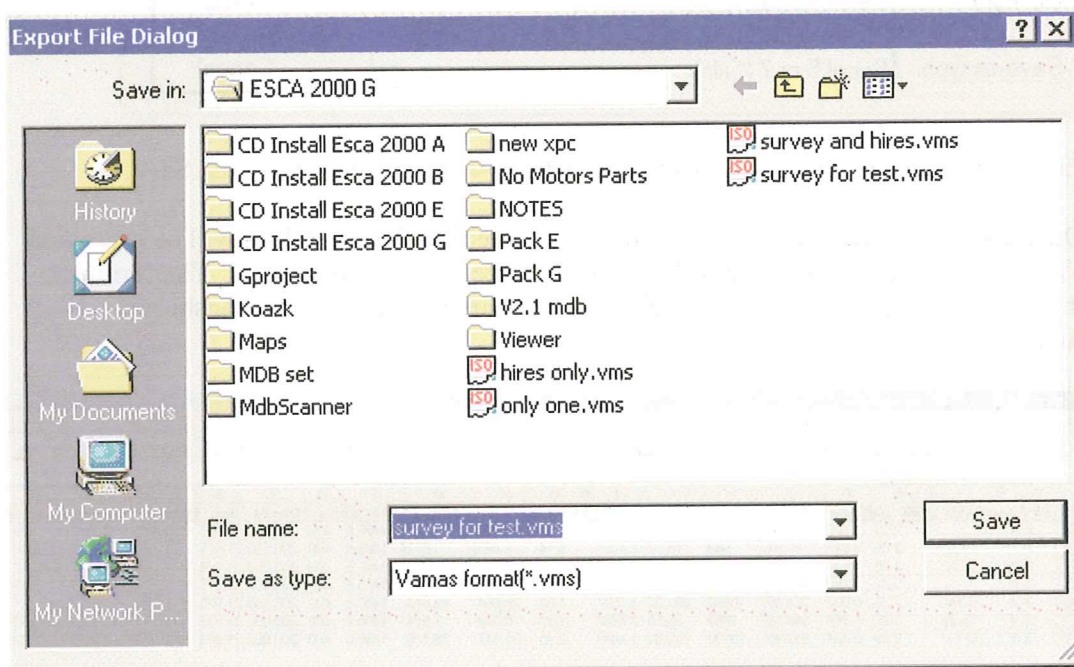 Export File Dialog
Save in:
ESCA 2000 G
History
Desktop
My Documents
My Computer
My Network P...
CD Install Esca 2000 A
CD Install Esca 2000 B
CD Install Esca 2000 E
CD Install Esca 2000 G
Gproject
Koazk
Maps
MDB set
MdbScanner
new xpc
No Motors Parts
NOTES
Pack E
Pack G
V2.1 mdb
Viewer
ISO hires only.vms
ISO only one.vms
ISO survey and hires.vms
ISO survey for test.vms
File name:
survey for test.vms
Save
Save as type:
Vamas format(*.vms)
Cancel